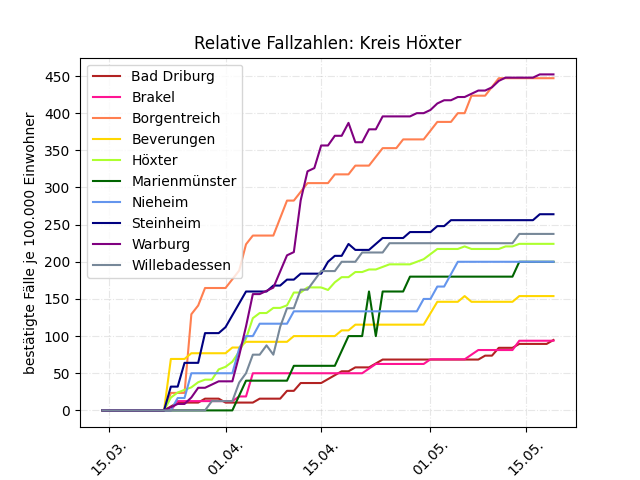 Relative Fallzahlen: Kreis Höxter
bestätigte Fälle je 100.000 Einwohner
450
400
350
300
250
200
150
100
50
0
Bad Driburg
Brakel
Borgentreich
Beverungen
Höxter
Marienmünster
Nieheim
Steinheim
Warburg
Willebadessen
15.03.
01.04.
15.04.
01.05.
15.05.